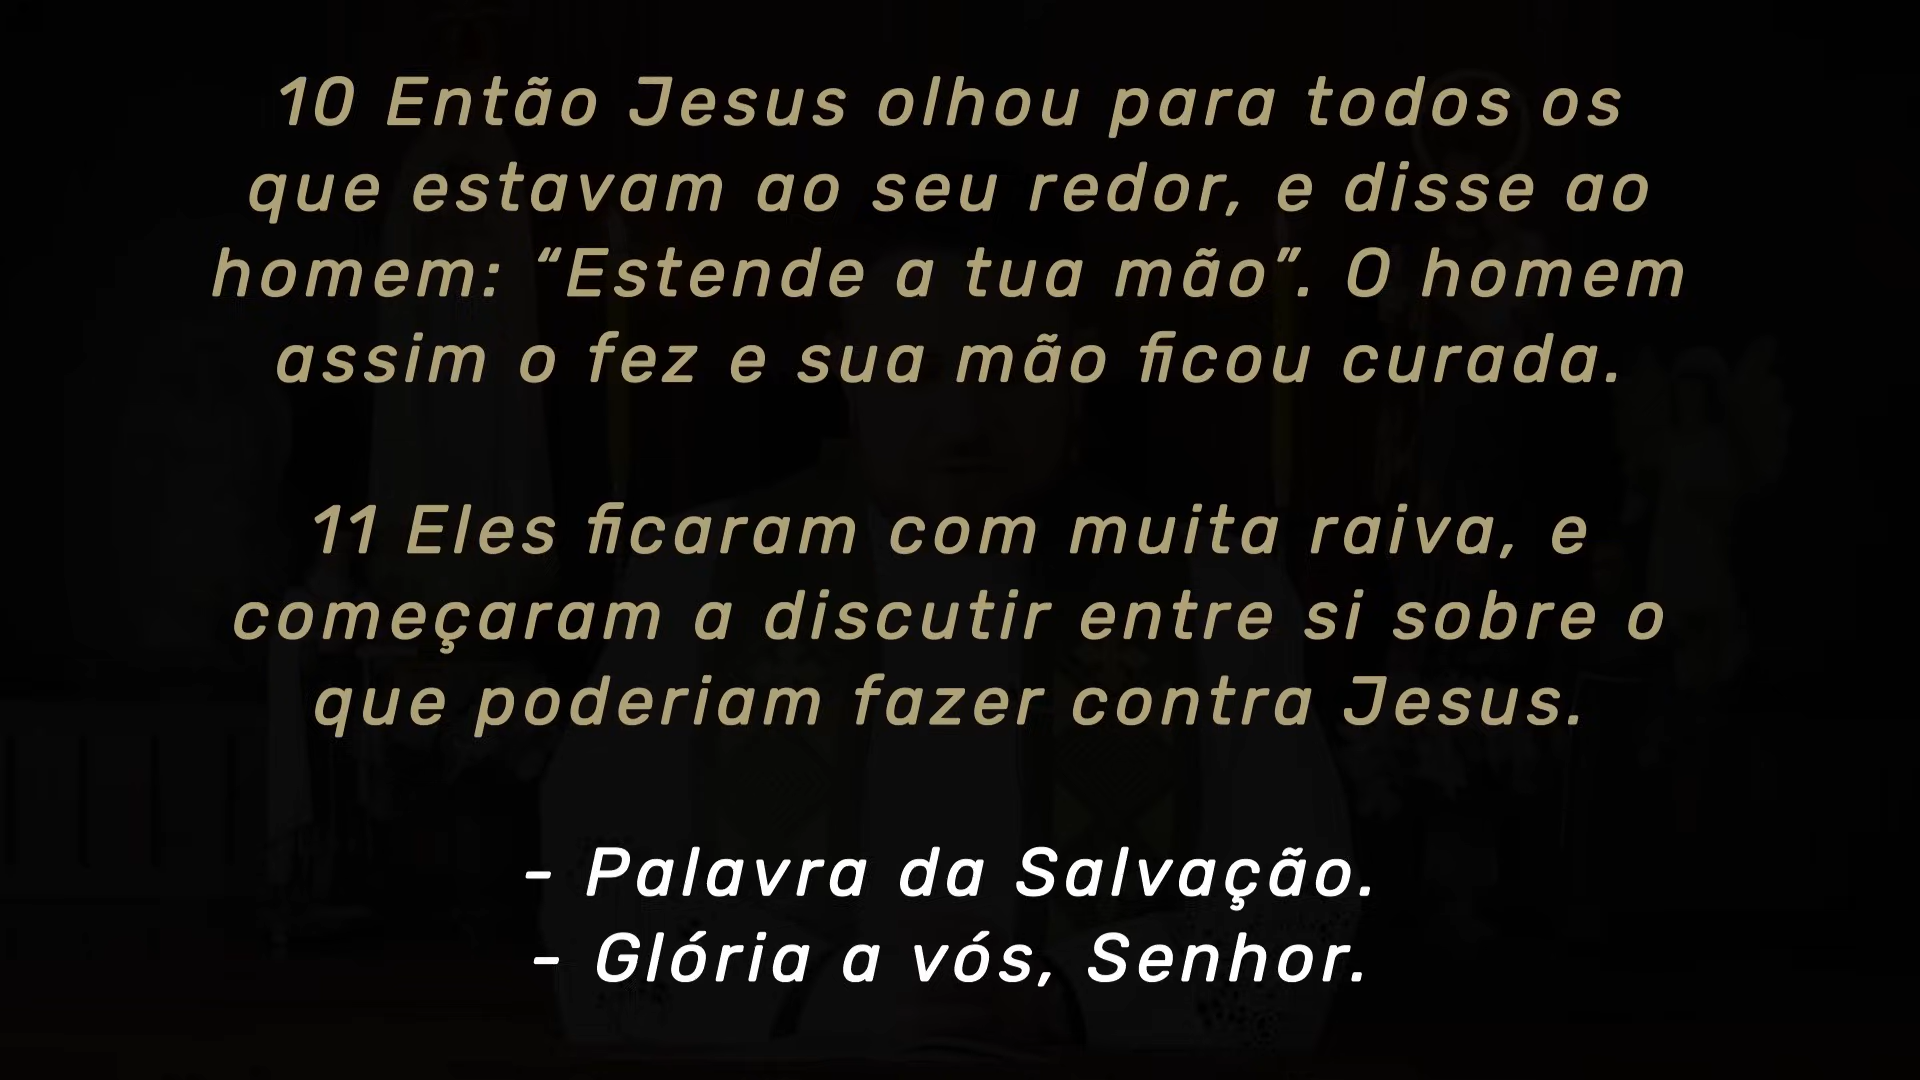 10 Então Jesus olhou para todos os
que estavam ao seu redor, e disse ao
homem: “Estende a tua mão”. O homem
assim o fez e sua mão ficou curada.
11 Eles ficaram com muita raiva, e
começaram a discutir entre si sobre o
que poderiam fazer contra Jesus.
- Palavra da Salvação.
- Glória a vós, Senhor.